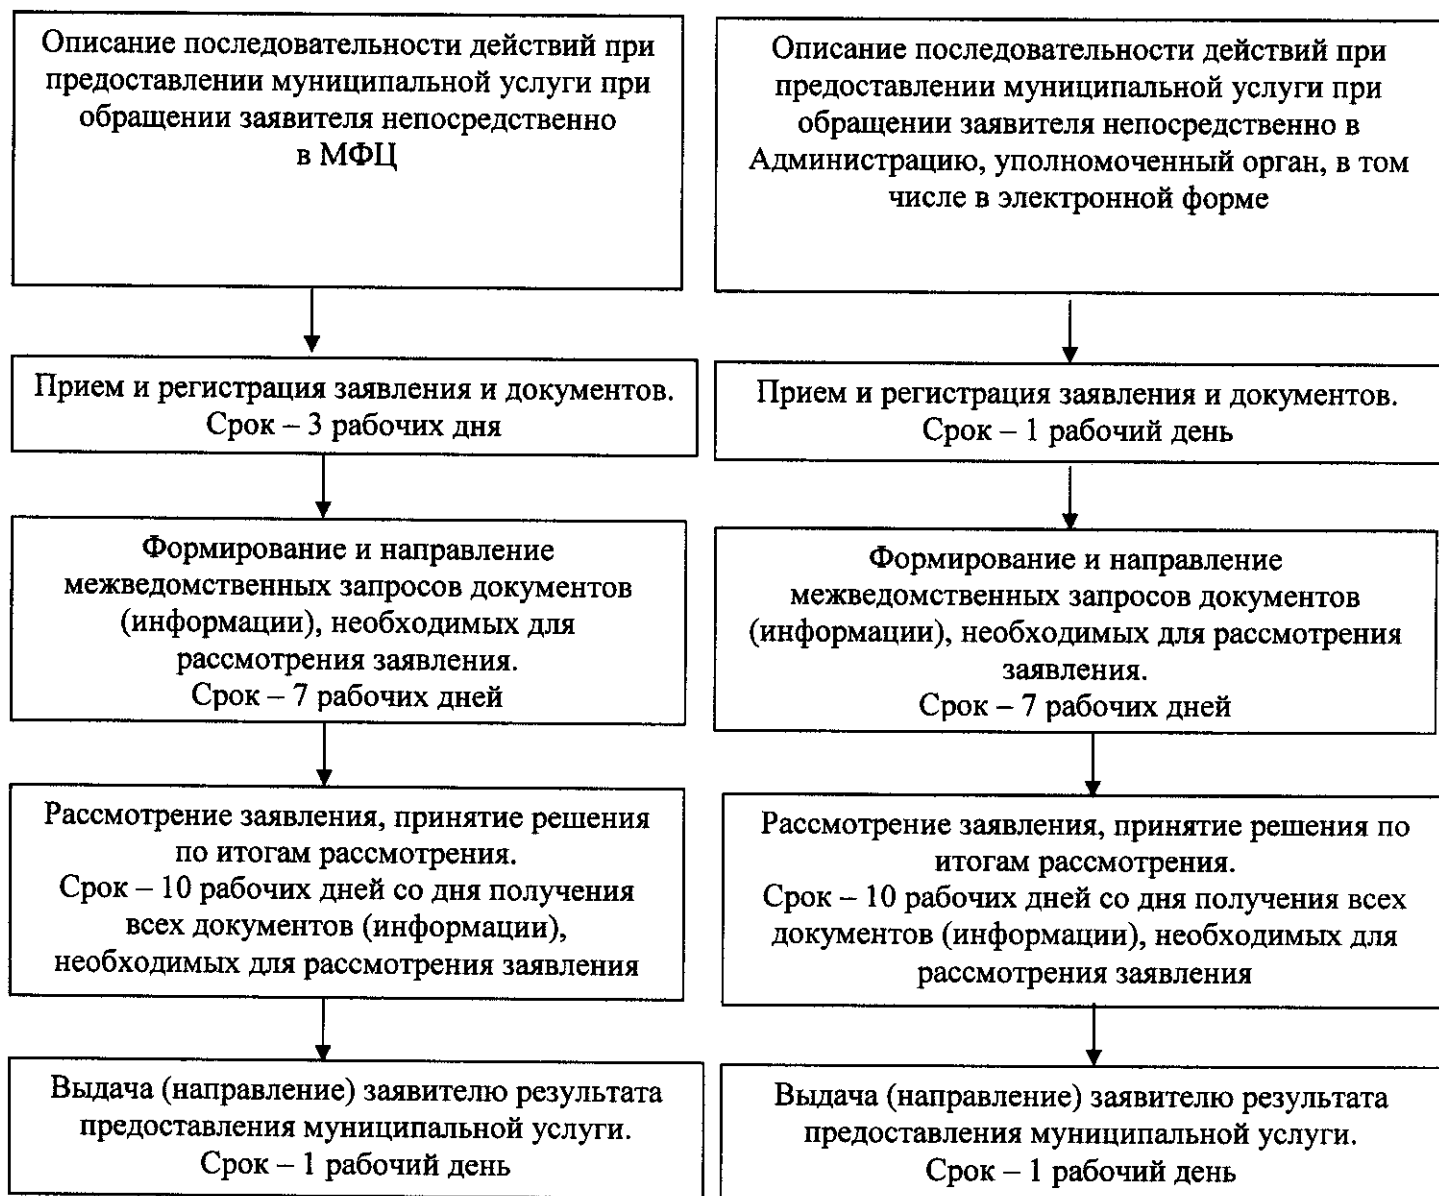 Описание последовательности действий при
предоставлении муниципальной услуги при
обращении заявителя непосредственно
в МФЦ
Прием и регистрация заявления и документов.
Срок – 3 рабочих дня
Формирование и направление
межведомственных запросов документов
(информации), необходимых для
рассмотрения заявления.
Срок – 7 рабочих дней
Рассмотрение заявления, принятие решения
по итогам рассмотрения.
Срок – 10 рабочих дней со дня получения
всех документов (информации),
необходимых для рассмотрения заявления
Выдача (направление) заявителю результата
предоставления муниципальной услуги.
Срок – 1 рабочий день
Описание последовательности действий при
предоставлении муниципальной услуги при
обращении заявителя непосредственно в
Администрацию, уполномоченный орган, в том
числе в электронной форме
Прием и регистрация заявления и документов.
Срок – 1 рабочий день
Формирование и направление
межведомственных запросов документов
(информации), необходимых для рассмотрения
заявления.
Срок – 7 рабочих дней
Рассмотрение заявления, принятие решения по
итогам рассмотрения.
Срок – 10 рабочих дней со дня получения всех
документов (информации), необходимых для
рассмотрения заявления
Выдача (направление) заявителю результата
предоставления муниципальной услуги.
Срок – 1 рабочий день